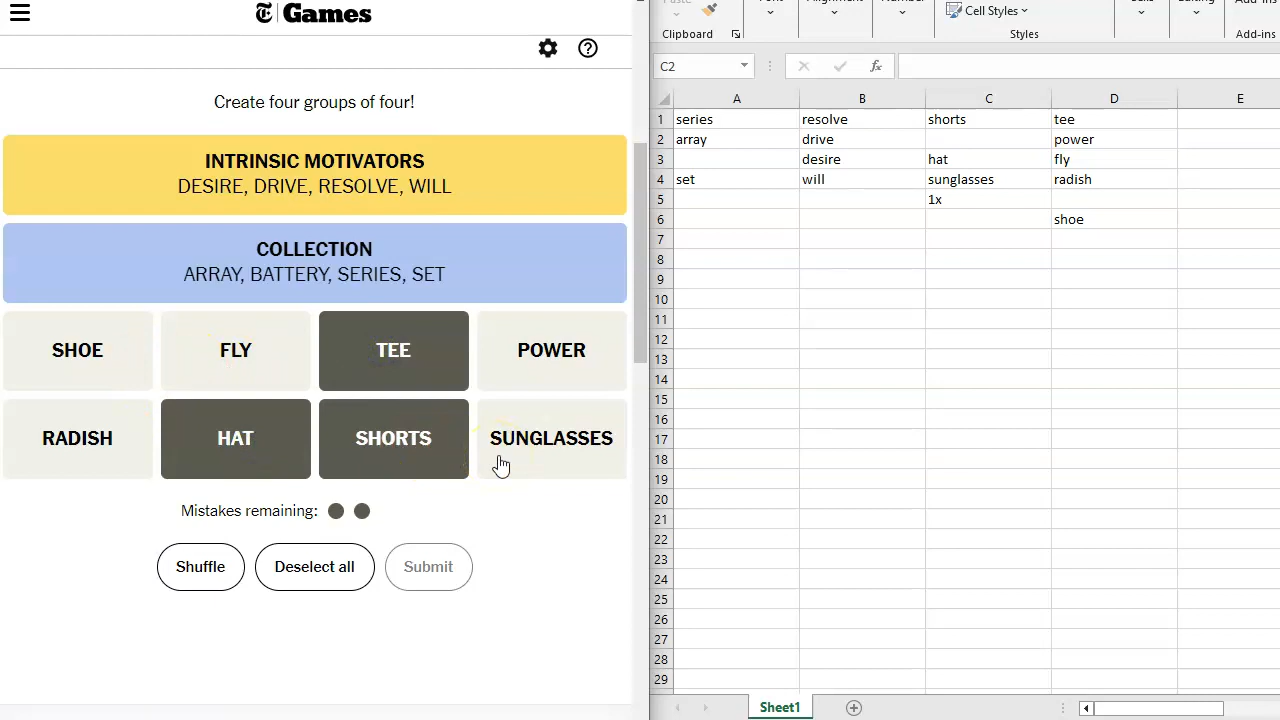 Games
Create four groups of four!
INTRINSIC MOTIVATORS
DESIRE, DRIVE, RESOLVE, WILL
COLLECTION
ARRAY, BATTERY, SERIES, SET
SHOE FLY TEE POWER
RADISH HAT SHORTS SUNGLASSES
Mistakes remaining:
Shuffle Deselect all Submit
Cell Styles
Clipboard Styles Add-ins
C2 fx
A B C D E
1 series resolve shorts tee
2 array drive power
3 desire hat fly
4 set will sunglasses radish
5 1x
6 shoe
7
8
9
10
11
12
13
14
15
16
17
18
19
20
21
22
23
24
25
26
27
28
29
Sheet1